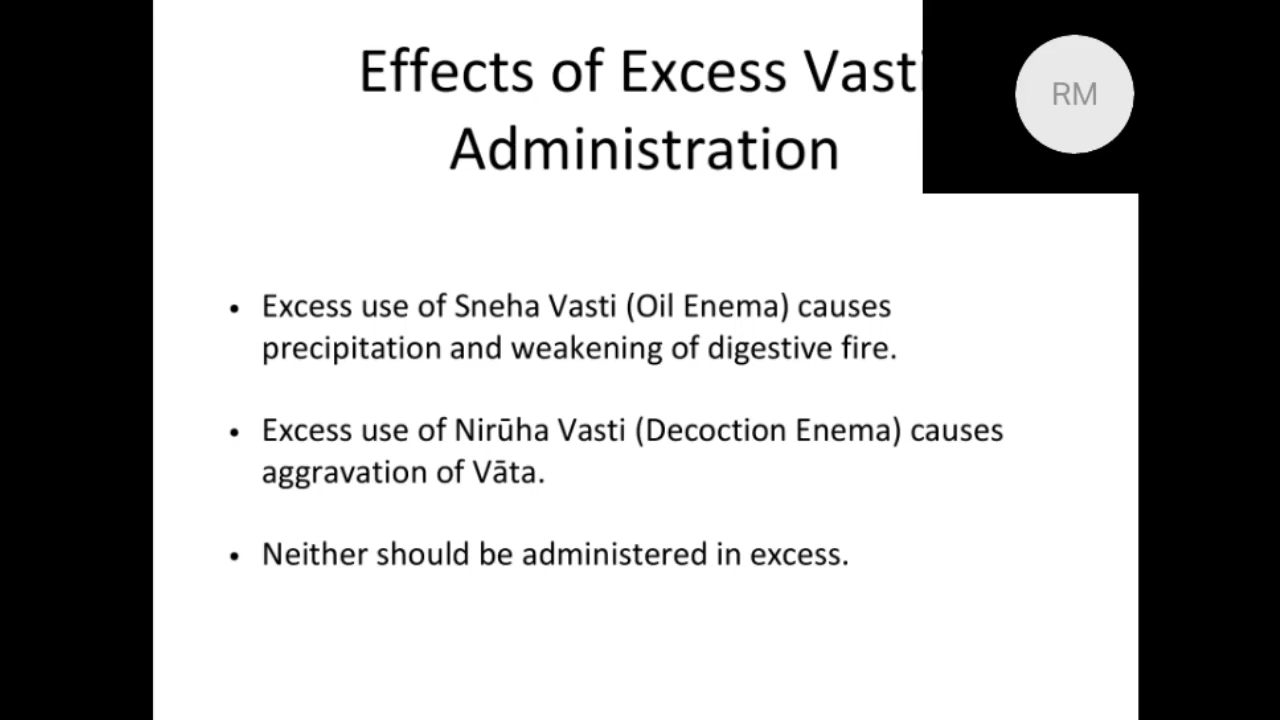 Effects of Excess Vasti
Administration
RM
• Excess use of Sneha Vasti (Oil Enema) causes
precipitation and weakening of digestive fire.
• Excess use of Nirūha Vasti (Decoction Enema) causes
aggravation of Vāta.
• Neither should be administered in excess.